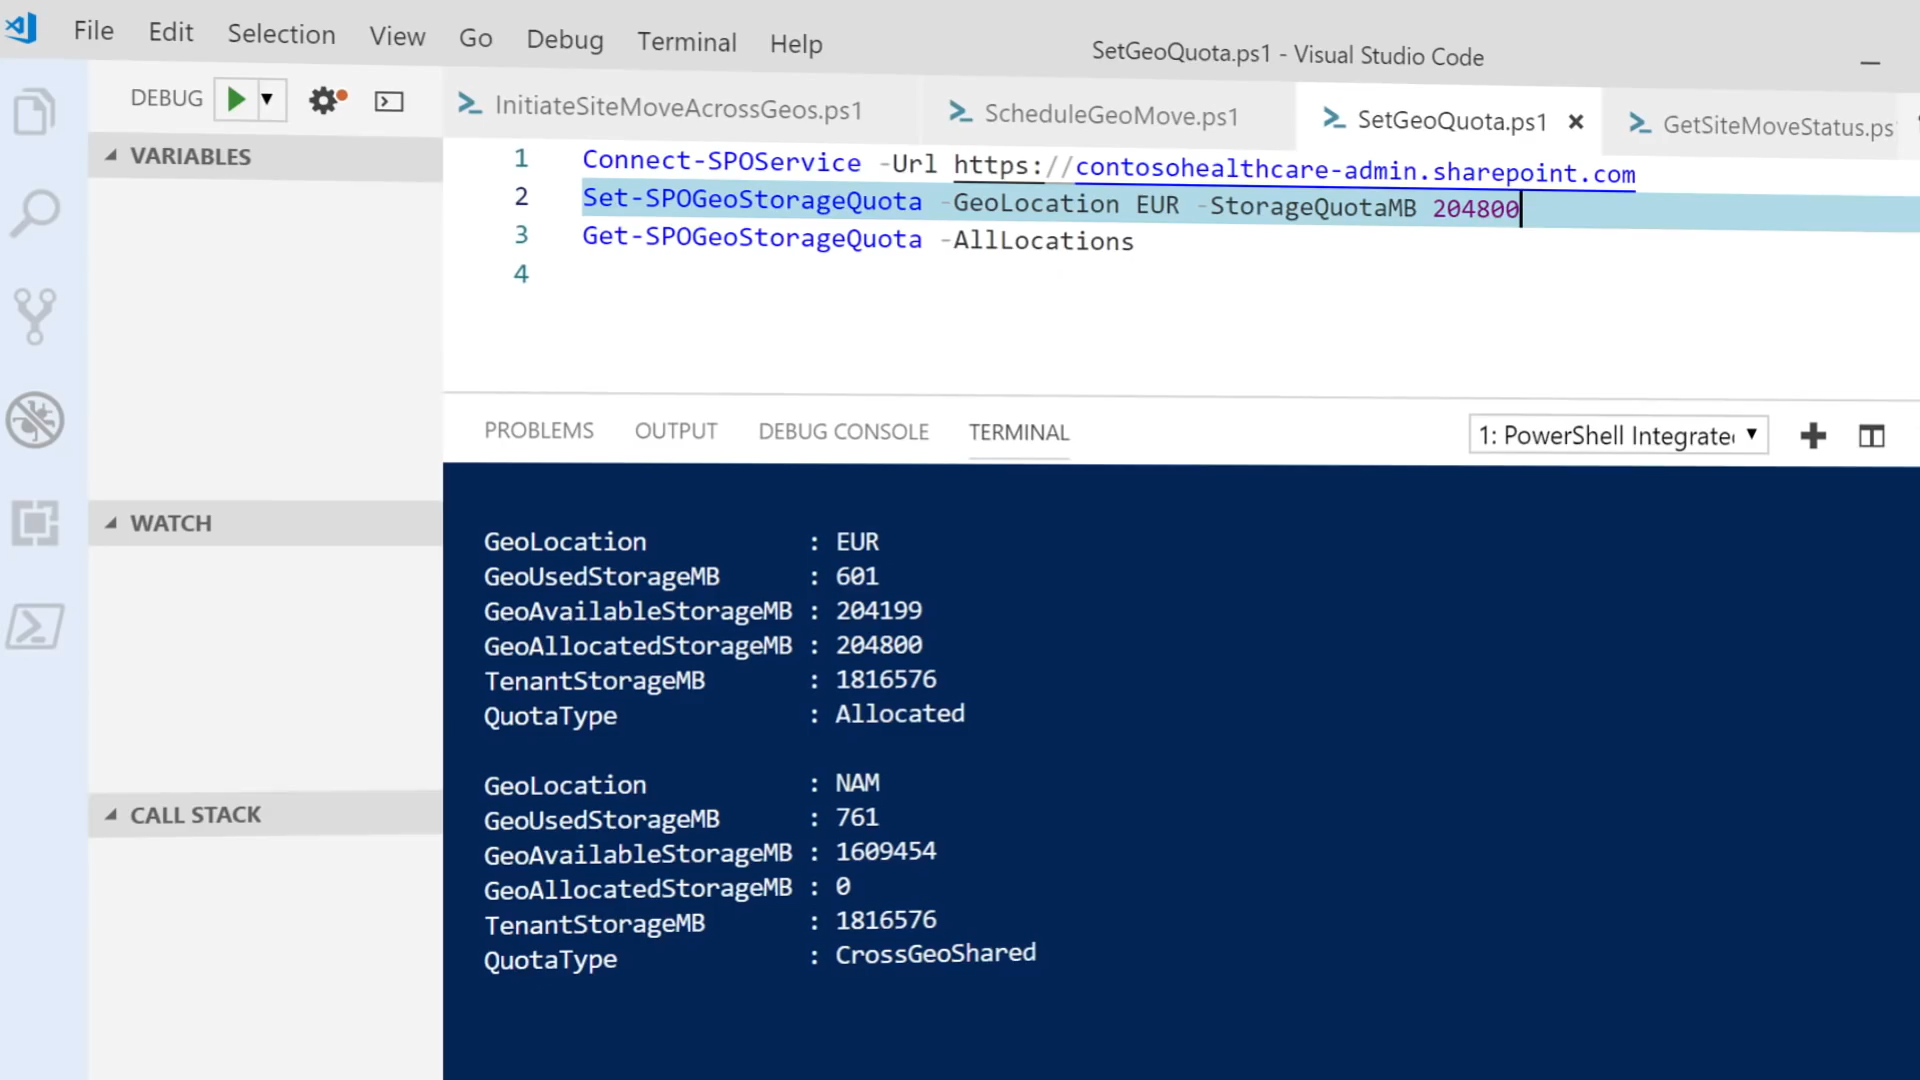 File Edit Selection View Go Debug Terminal Help
SetGeoQuota.ps1 - Visual Studio Code
DEBUG
InitiateSiteMoveAcrossGeos.ps1
ScheduleGeoMove.ps1
SetGeoQuota.ps1
GetSiteMoveStatus.ps
VARIABLES
1 Connect-SPOService -Url https://contosohealthcare-admin.sharepoint.com
2 Set-SPOGeoStorageQuota -GeoLocation EUR -StorageQuotaMB 204800
3 Get-SPOGeoStorageQuota -AllLocations
4
PROBLEMS OUTPUT DEBUG CONSOLE TERMINAL
1: PowerShell Integrate
WATCH
CALL STACK
GeoLocation : EUR
GeoUsedStorageMB : 601
GeoAvailableStorageMB : 204199
GeoAllocatedStorageMB : 204800
TenantStorageMB : 1816576
QuotaType : Allocated
GeoLocation : NAM
GeoUsedStorageMB : 761
GeoAvailableStorageMB : 1609454
GeoAllocatedStorageMB : 0
TenantStorageMB : 1816576
QuotaType : CrossGeoShared